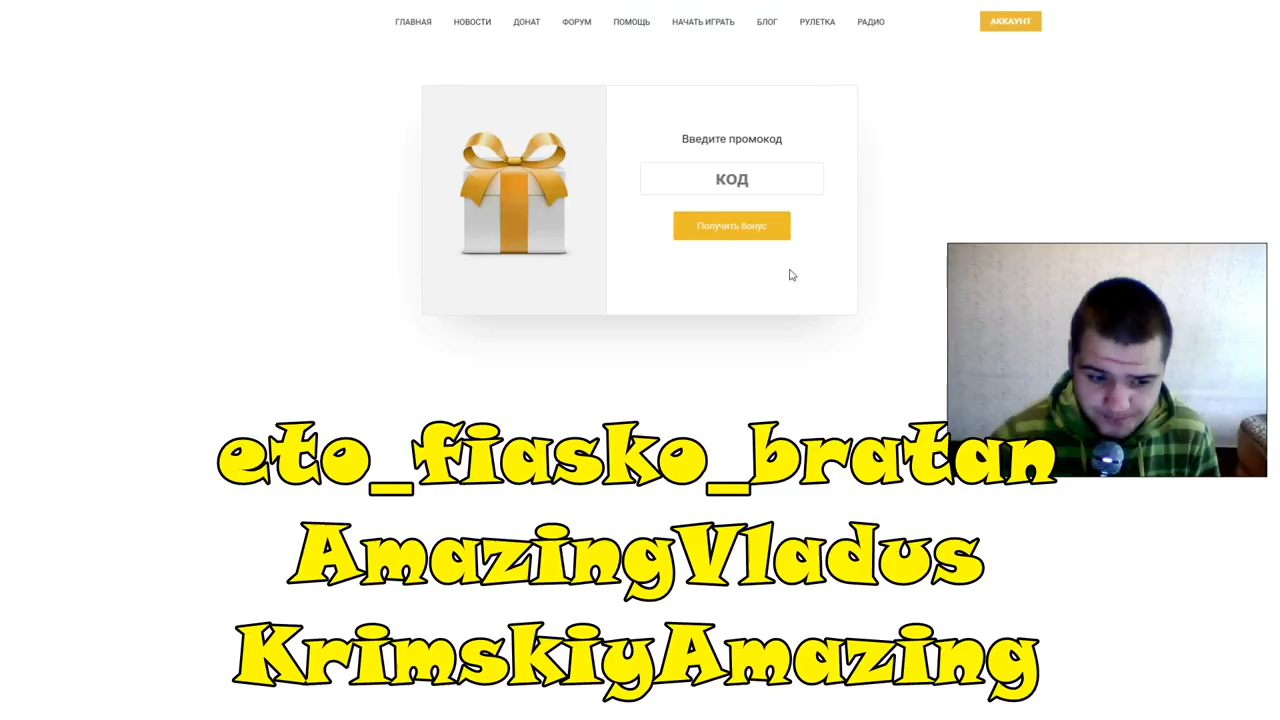 ГЛАВНАЯ НОВОСТИ ДОНАТ ФОРУМ ПОМОЩЬ НАЧАТЬ ИГРАТЬ БЛОГ РУЛЕТКА РАДИО АККАУНТ
Введите промокод
КОД
Получить бонус
eto_fiasko_bratan
AmazingVladus
KrimskiyAmazing